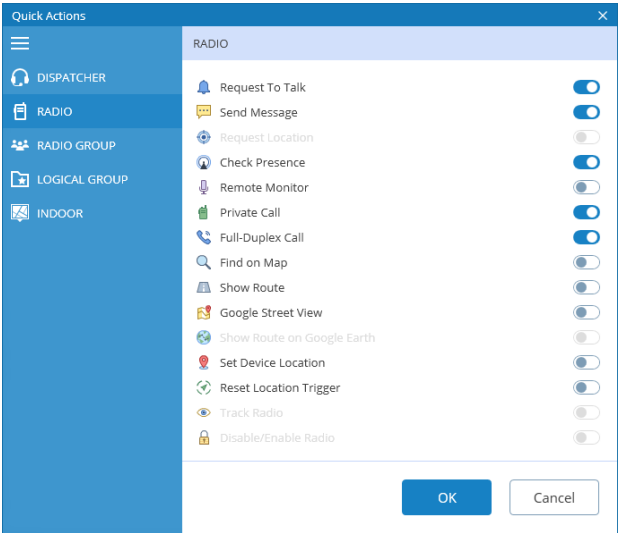 Quick Actions
DISPATCHER
RADIO
RADIO GROUP
LOGICAL GROUP
INDOOR
RADIO
Request To Talk
Send Message
Request Location
Check Presence
Remote Monitor
Private Call
Full-Duplex Call
Find on Map
Show Route
Google Street View
Show Route on Google Earth
Set Device Location
Reset Location Trigger
Track Radio
Disable/Enable Radio
OK
Cancel